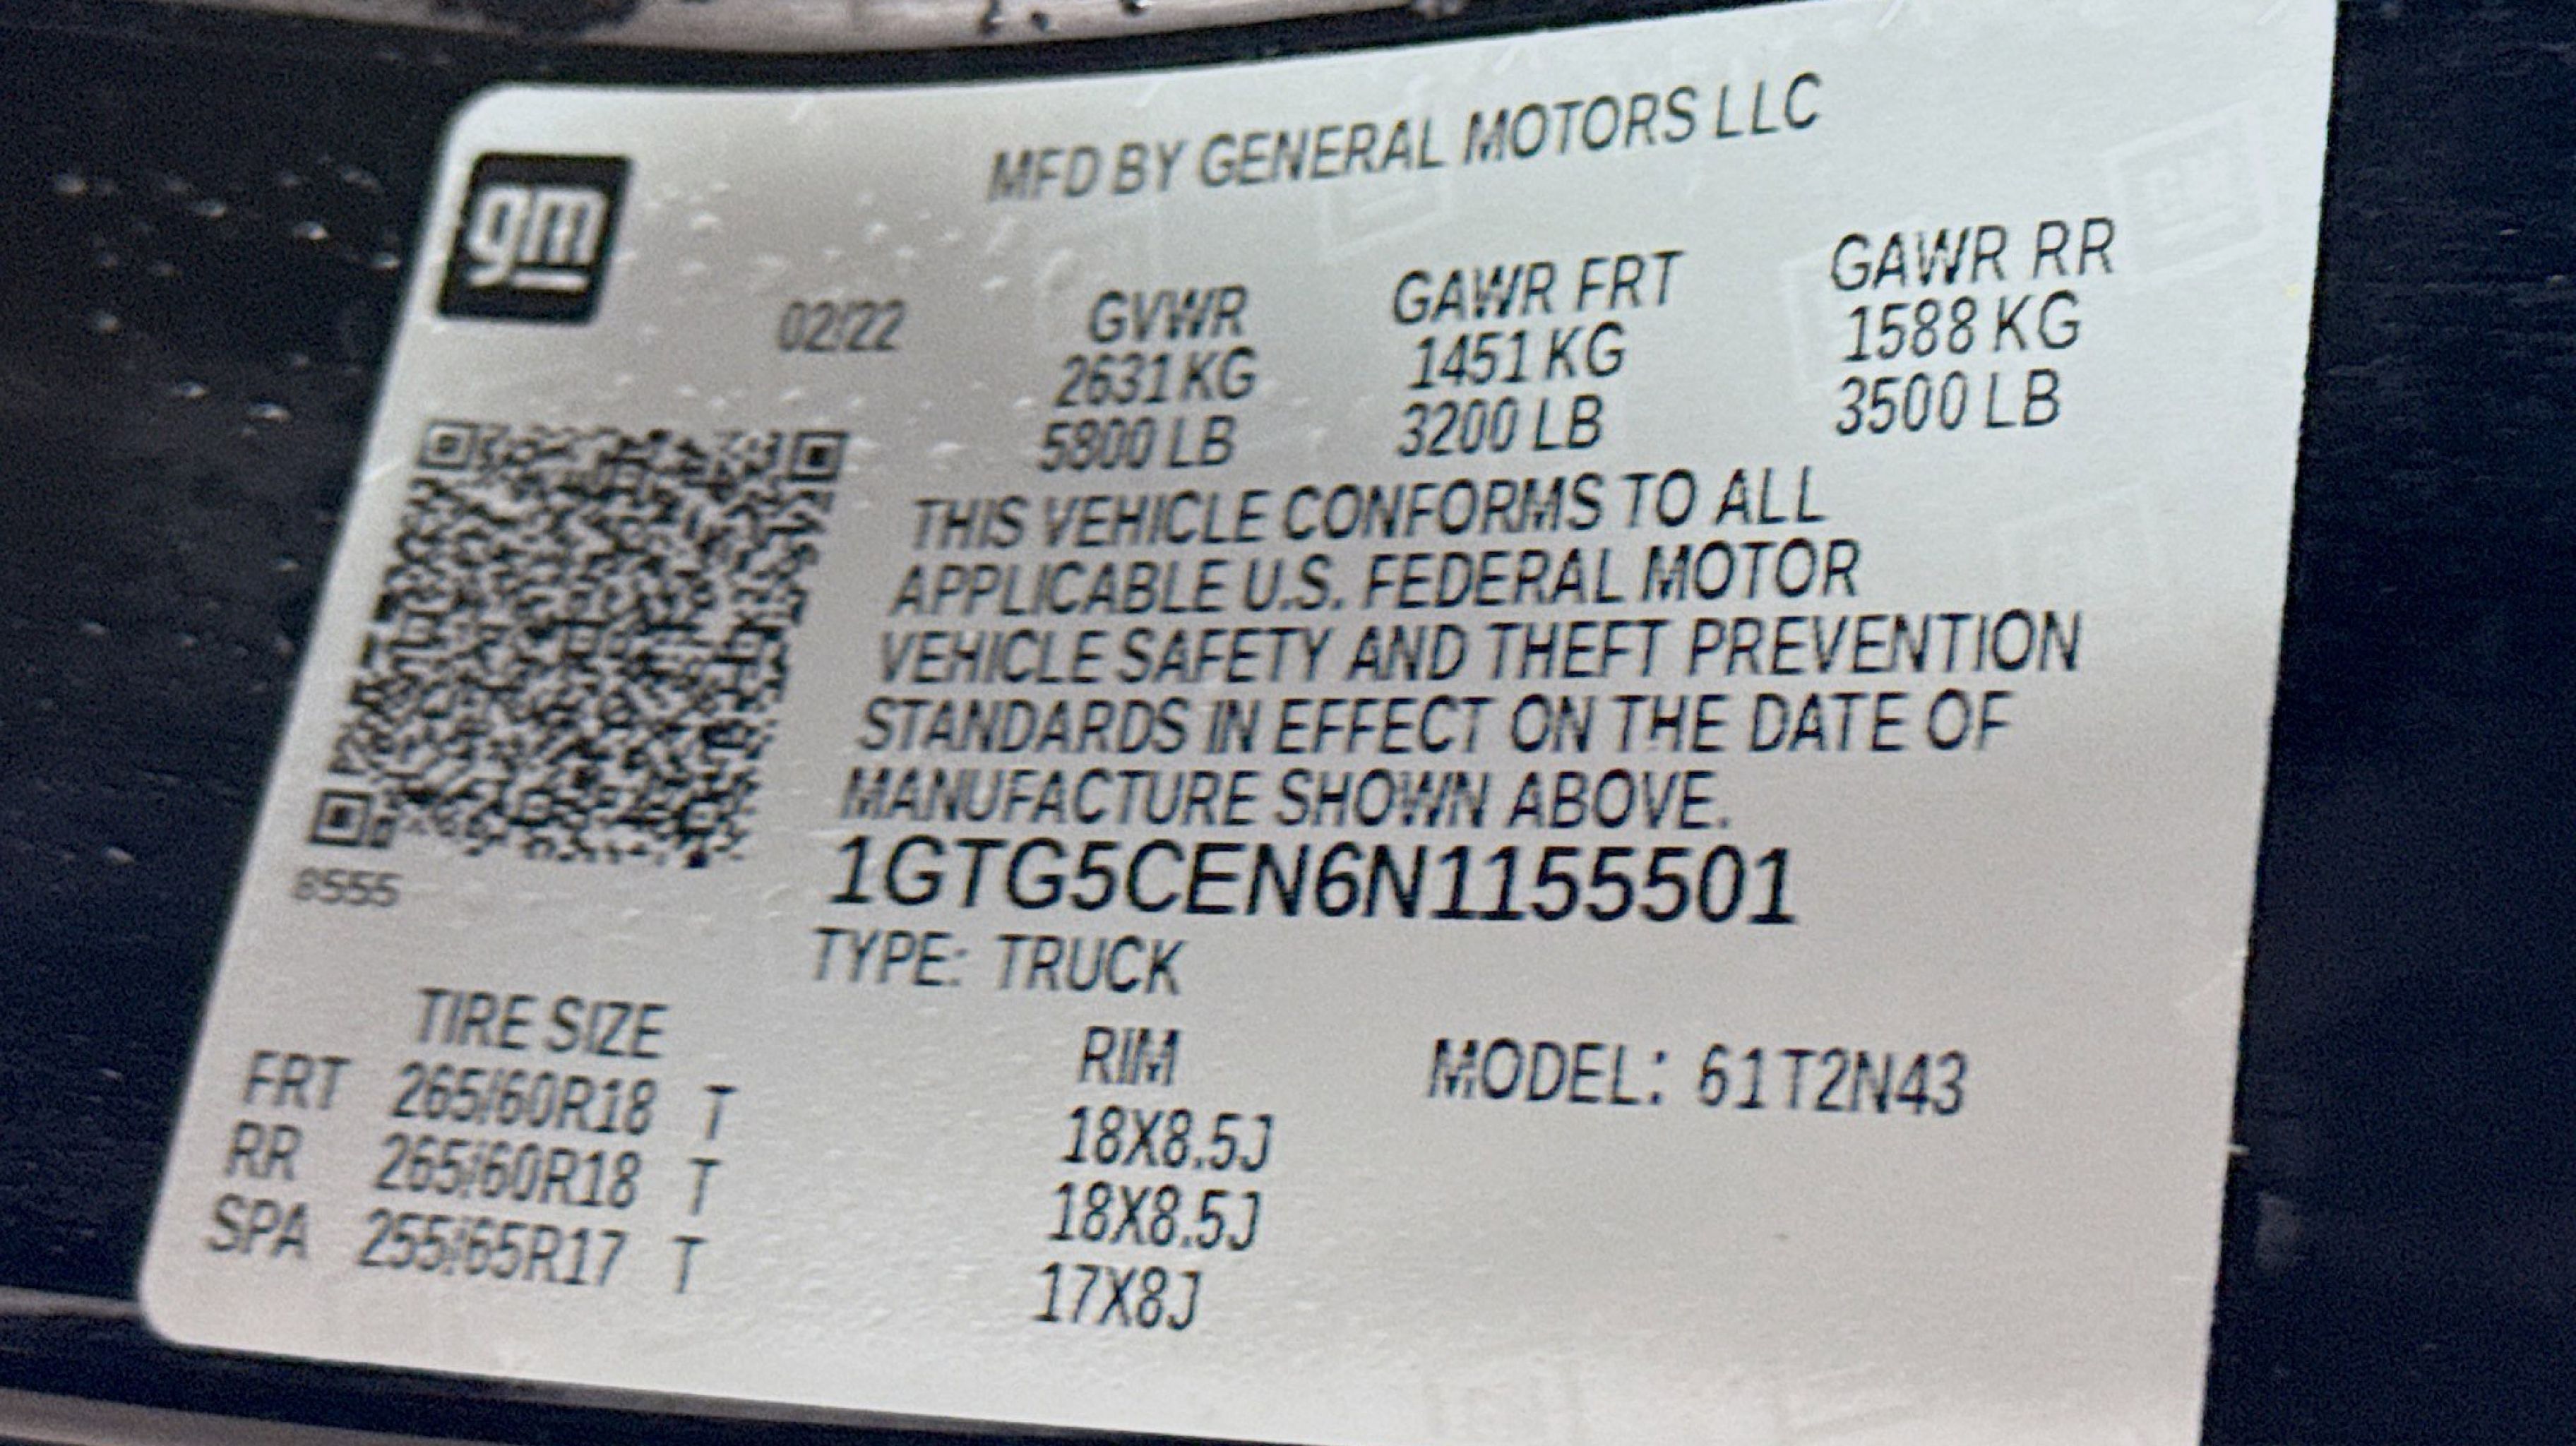 gm
MFD BY GENERAL MOTORS LLC
02/22 GVWR GAWR FRT GAWR RR
2631 KG 1451 KG 1588 KG
5800 LB 3200 LB 3500 LB
THIS VEHICLE CONFORMS TO ALL
APPLICABLE U.S. FEDERAL MOTOR
VEHICLE SAFETY AND THEFT PREVENTION
STANDARDS IN EFFECT ON THE DATE OF
MANUFACTURE SHOWN ABOVE.
8555
1GTG5CEN6N1155501
TYPE: TRUCK
TIRE SIZE RIM MODEL: 61T2N43
FRT 265/60R18 T 18X8.5J
RR 265/60R18 T 18X8.5J
SPA 255/65R17 T 17X8J